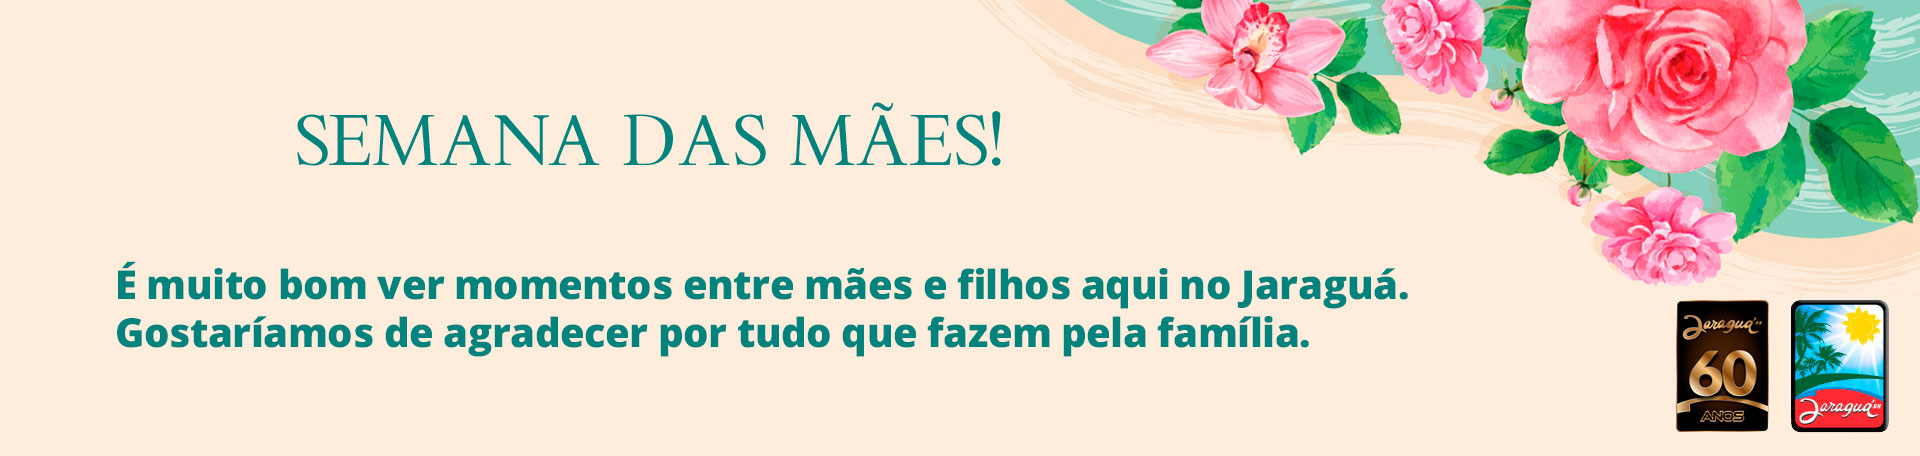 SEMANA DAS MÃES!
É muito bom ver momentos entre mães e filhos aqui no Jaraguá.
Gostaríamos de agradecer por tudo que fazem pela família.
Jaraguá
60
ANOS
Jaraguá